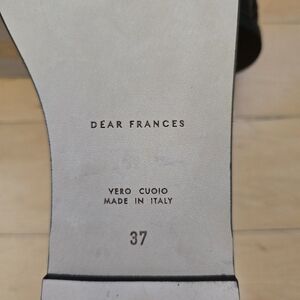 DEAR FRANCES
VERO CUOIO
MADE IN ITALY
37